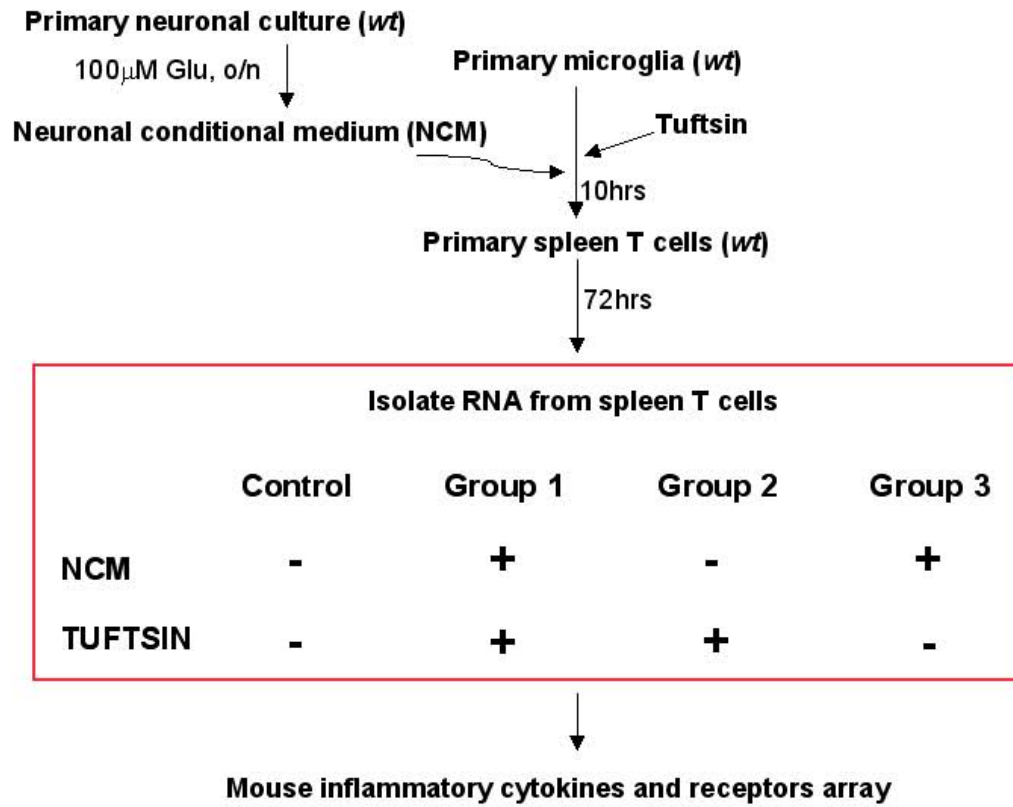 Primary neuronal culture (wt)
100μM Glu, o/n
Neuronal conditional medium (NCM)
Primary microglia (wt)
Tuftsin
10hrs
Primary spleen T cells (wt)
72hrs
Isolate RNA from spleen T cells
Control Group 1 Group 2 Group 3
NCM - + - +
TUFTSIN - + + -
Mouse inflammatory cytokines and receptors array